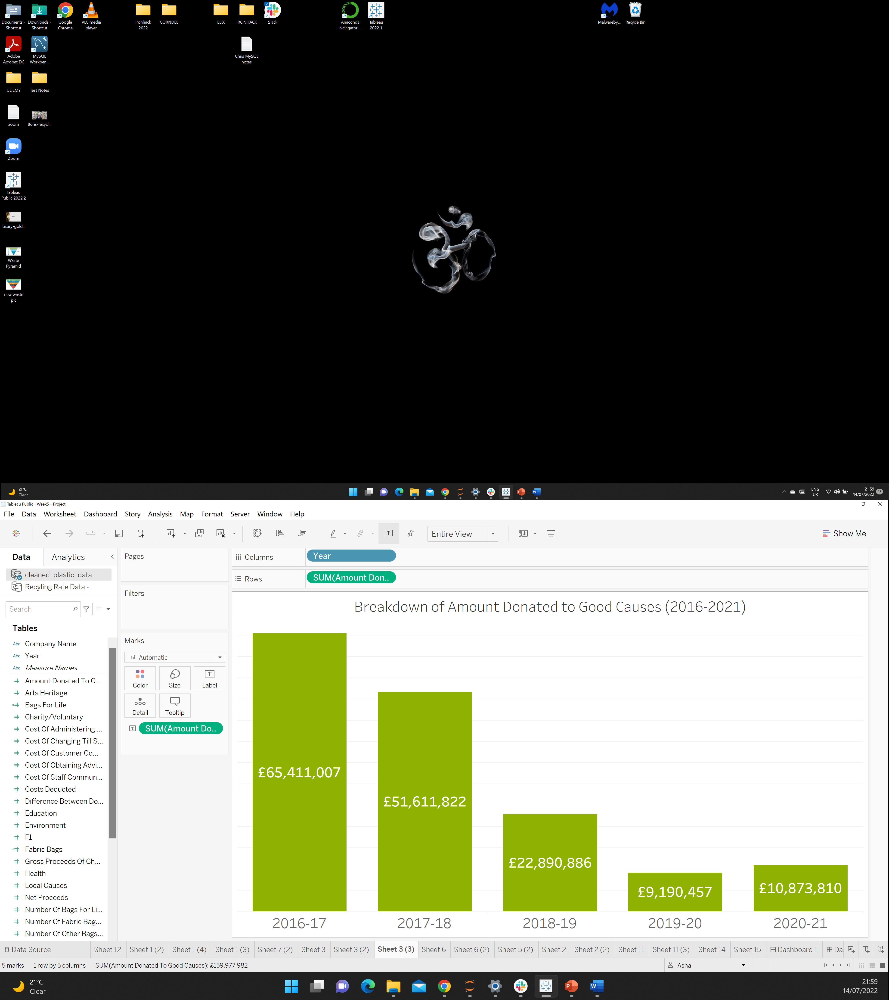 Documents - Shortcut
Downloads - Shortcut
Google Chrome
VLC media player
Ironhack 2022
CORNDEL
EDX
IRONHACK
Slack
Anaconda Navigator ...
Tableau 2022.1
Malwareby...
Recycle Bin
Adobe Acrobat DC
MySQL Workben...
Chris MySQL notes
UDEMY
Test Notes
zoom
Boris-recycl...
Zoom
Tableau Public 2022.2
luxury-gold...
Waste Pyramid
new waste pic
21°C
Clear
ENG
UK
21:59
14/07/2022
23
Tableau Public - Week5 - Project
File Data Worksheet Dashboard Story Analysis Map Format Server Window Help
Entire View
Show Me
Data
Analytics
cleaned_plastic_data
Recyling Rate Data -
Search
Tables
Abc Company Name
Abc Year
Abc Measure Names
Amount Donated To G...
Arts Heritage
Bags For Life
Charity/Voluntary
Cost Of Administering ...
Cost Of Changing Till S...
Cost Of Customer Co...
Cost Of Obtaining Advi...
Cost Of Staff Commun...
Costs Deducted
Difference Between Do...
Education
Environment
F1
Fabric Bags
Gross Proceeds Of Ch...
Health
Local Causes
Net Proceeds
Number Of Bags For Li...
Number Of Fabric Bag...
Number Of Other Bags...
Pages
Filters
Marks
Automatic
Color
Size
Label
Detail
Tooltip
SUM(Amount Do..
Columns
Year
Rows
SUM(Amount Don..
Breakdown of Amount Donated to Good Causes (2016-2021)
£65,411,007
£51,611,822
£22,890,886
£9,190,457
£10,873,810
2016-17
2017-18
2018-19
2019-20
2020-21
Data Source
Sheet 12
Sheet 1 (2)
Sheet 1 (4)
Sheet 1 (3)
Sheet 7 (2)
Sheet 3
Sheet 3 (2)
Sheet 3 (3)
Sheet 6
Sheet 6 (2)
Sheet 5 (2)
Sheet 2
Sheet 2 (2)
Sheet 11
Sheet 11 (3)
Sheet 14
Sheet 15
Dashboard 1
Da
5 marks
1 row by 5 columns
SUM(Amount Donated To Good Causes): £159,977,982
Asha
21°C
Clear
21:59
14/07/2022